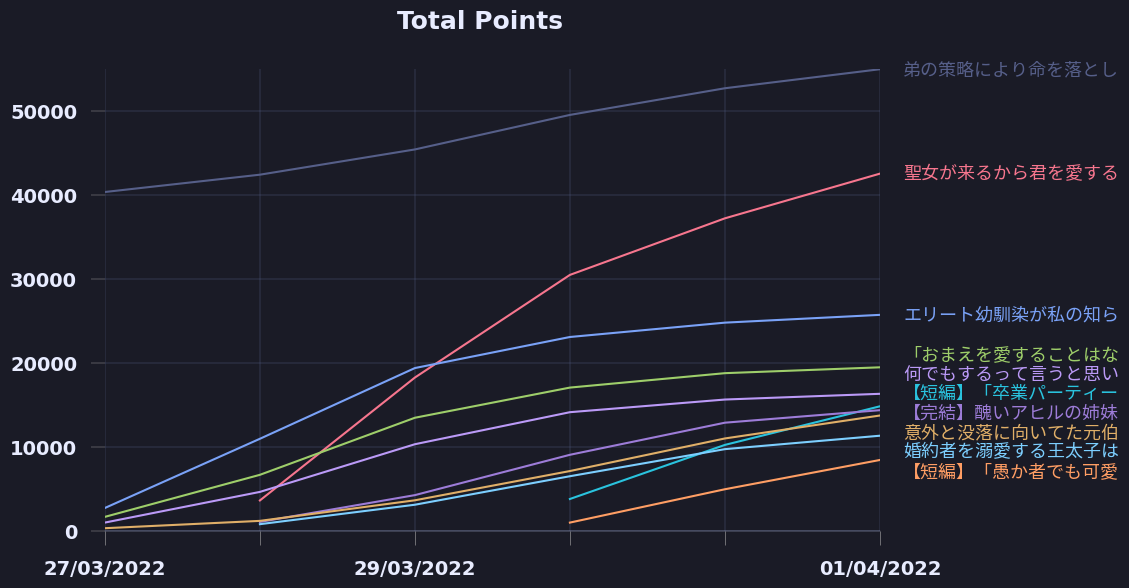 Total Points
50000
40000
30000
20000
10000
0
27/03/2022
29/03/2022
01/04/2022
弟の策略により命を落とし
聖女が来るから君を愛する
エリート幼馴染が私の知ら
「おまえを愛することはな
何でもするって言うと思い
【短編】「卒業パーティー
【完結】醜いアヒルの姉妹
意外と没落に向いてた元伯
婚約者を溺愛する王太子は
【短編】「愚か者でも可愛